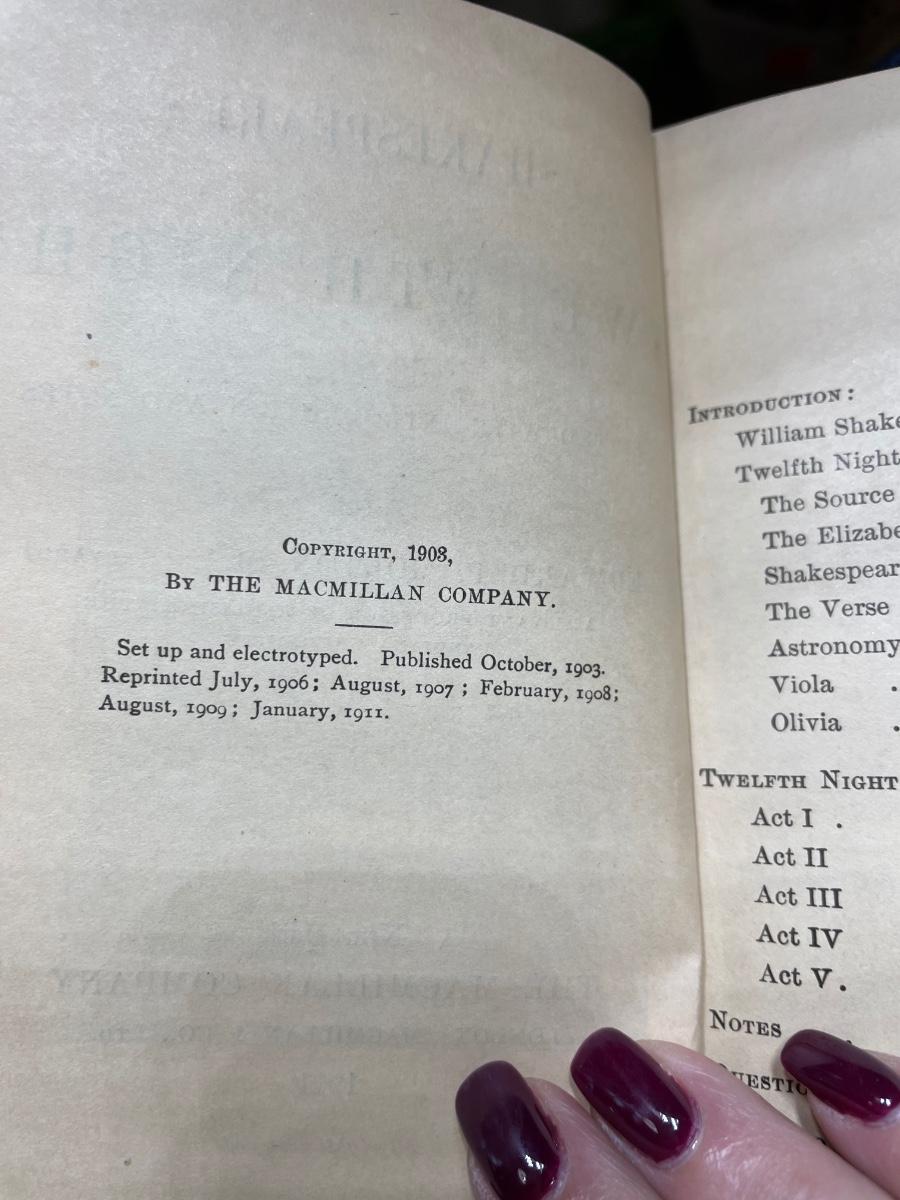 Copyright, 1903,
By THE MACMILLAN COMPANY.
Set up and electrotyped. Published October, 1903.
Reprinted July, 1906; August, 1907; February, 1908;
August, 1909; January, 1911.
Introduction:
William Shake
Twelfth Night
The Source
The Elizabe
Shakespear
The Verse
Astronomy
Viola .
Olivia .
Twelfth Night
Act I .
Act II
Act III
Act IV
Act V .
Notes